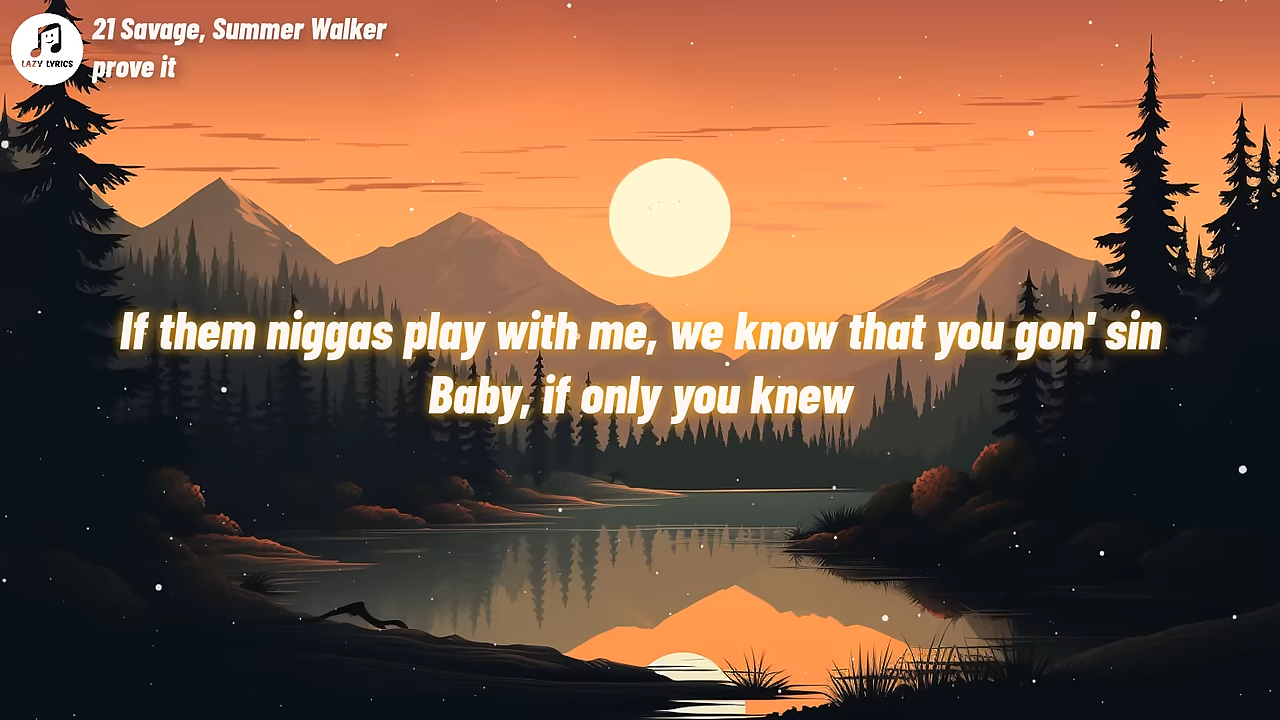 21 Savage, Summer Walker
prove it
LAZY LYRICS
If them niggas play with me, we know that you gon' sin
Baby, if only you knew